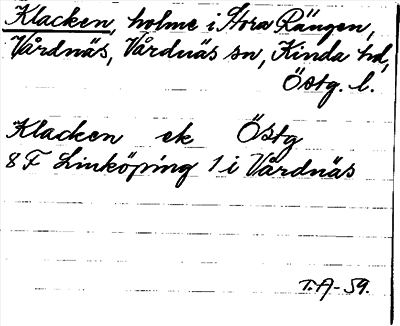 Klacken, holme i Stora Rängen,
Vårdnäs, Vårdnäs sn, Kinda hd,
Östg. l.
Klacken ek Östg
8 F Linköping 1 i Vårdnäs
T.A-59.